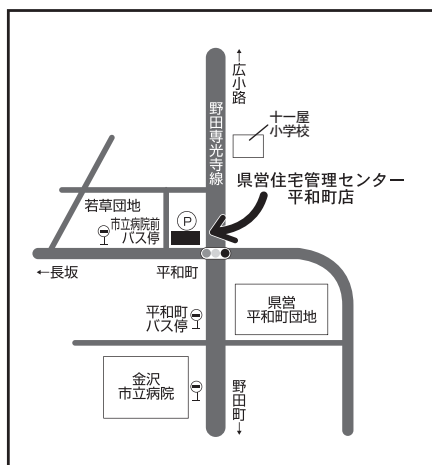 ↑
広小路
野田専光寺線
十一屋
小学校
県営住宅管理センター
平和町店
若草団地
市立病院前
バス停
P
←長坂
平和町
平和町
バス停
県営
平和町団地
金沢
市立病院
野田町
↓